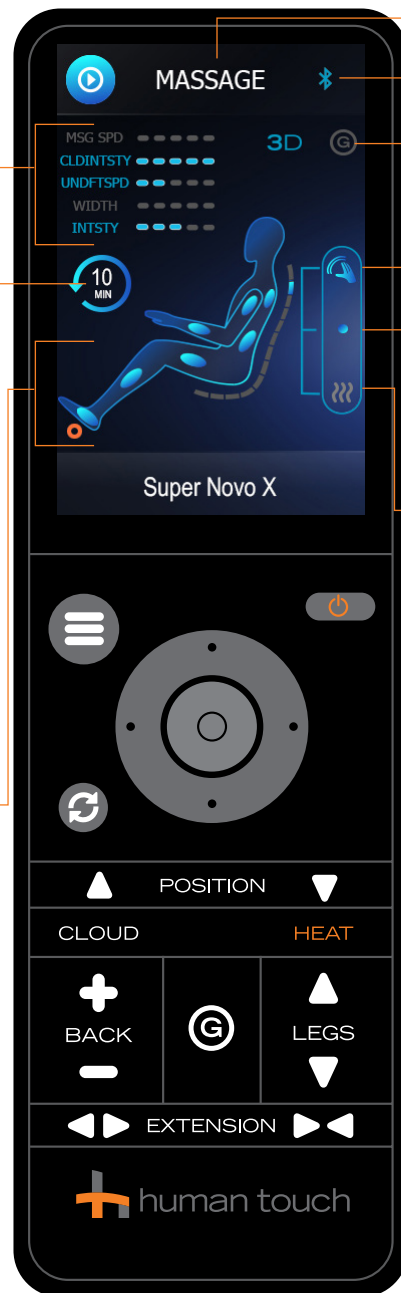 MASSAGE
MSG SPD
3D G
CLDINTSTY
UNDFTSPD
WIDTH
INTSTY
10
MIN
Super Novo X
POSITION
CLOUD HEAT
BACK G LEGS
EXTENSION
human touch